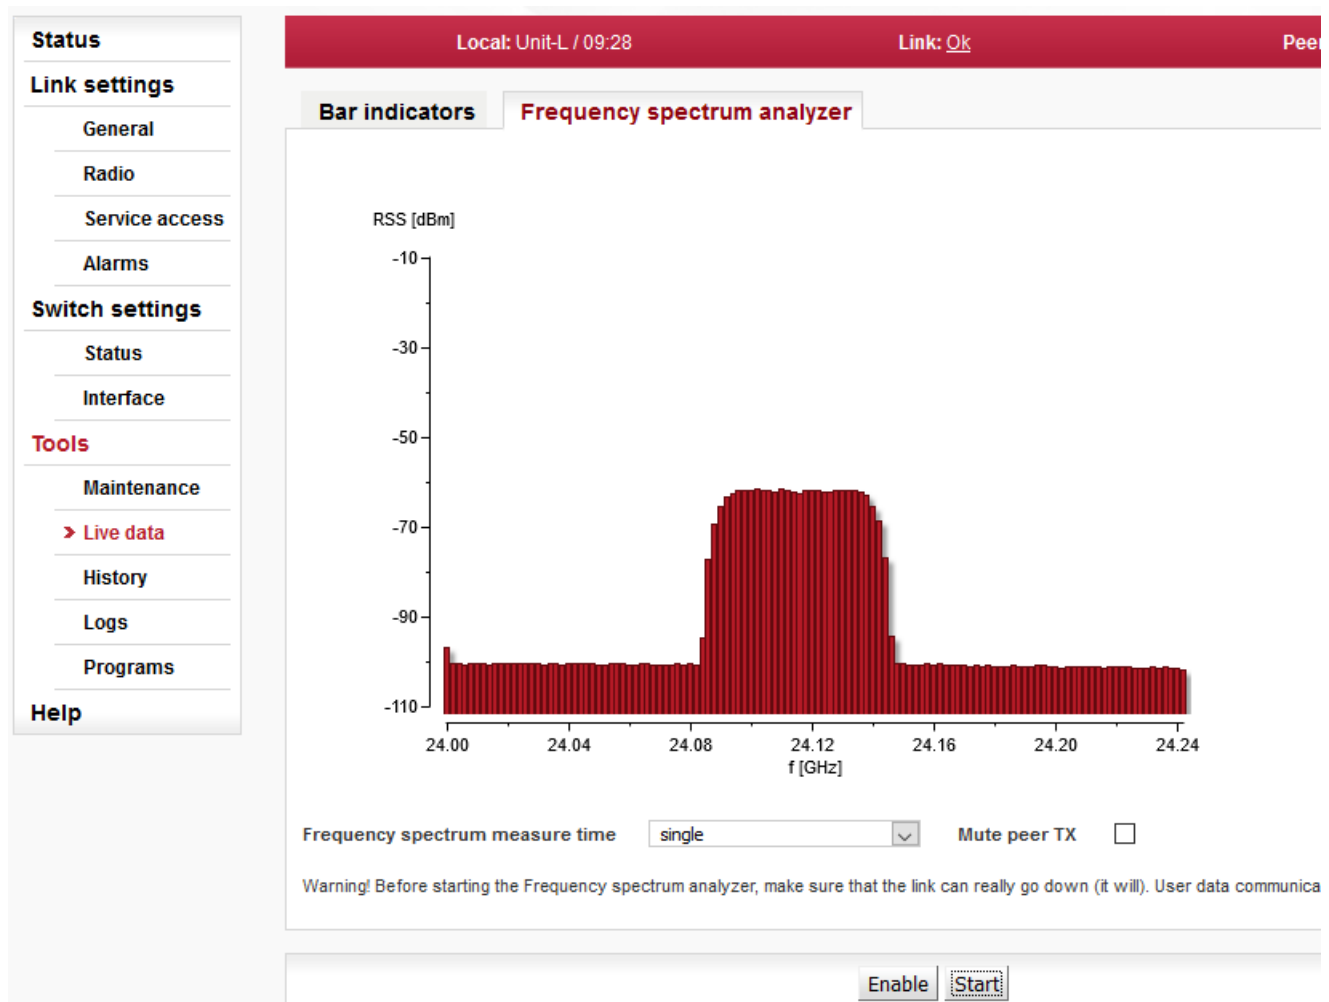 Status
Link settings
General
Radio
Service access
Alarms
Switch settings
Status
Interface
Tools
Maintenance
Live data
History
Logs
Programs
Help
Local: Unit-L / 09:28
Link: Ok
Peer
Bar indicators
Frequency spectrum analyzer
RSS [dBm]
-10
-30
-50
-70
-90
-110
24.00 24.04 24.08 24.12 24.16 24.20 24.24
f [GHz]
Frequency spectrum measure time single Mute peer TX
Warning! Before starting the Frequency spectrum analyzer, make sure that the link can really go down (it will). User data communica
Enable Start